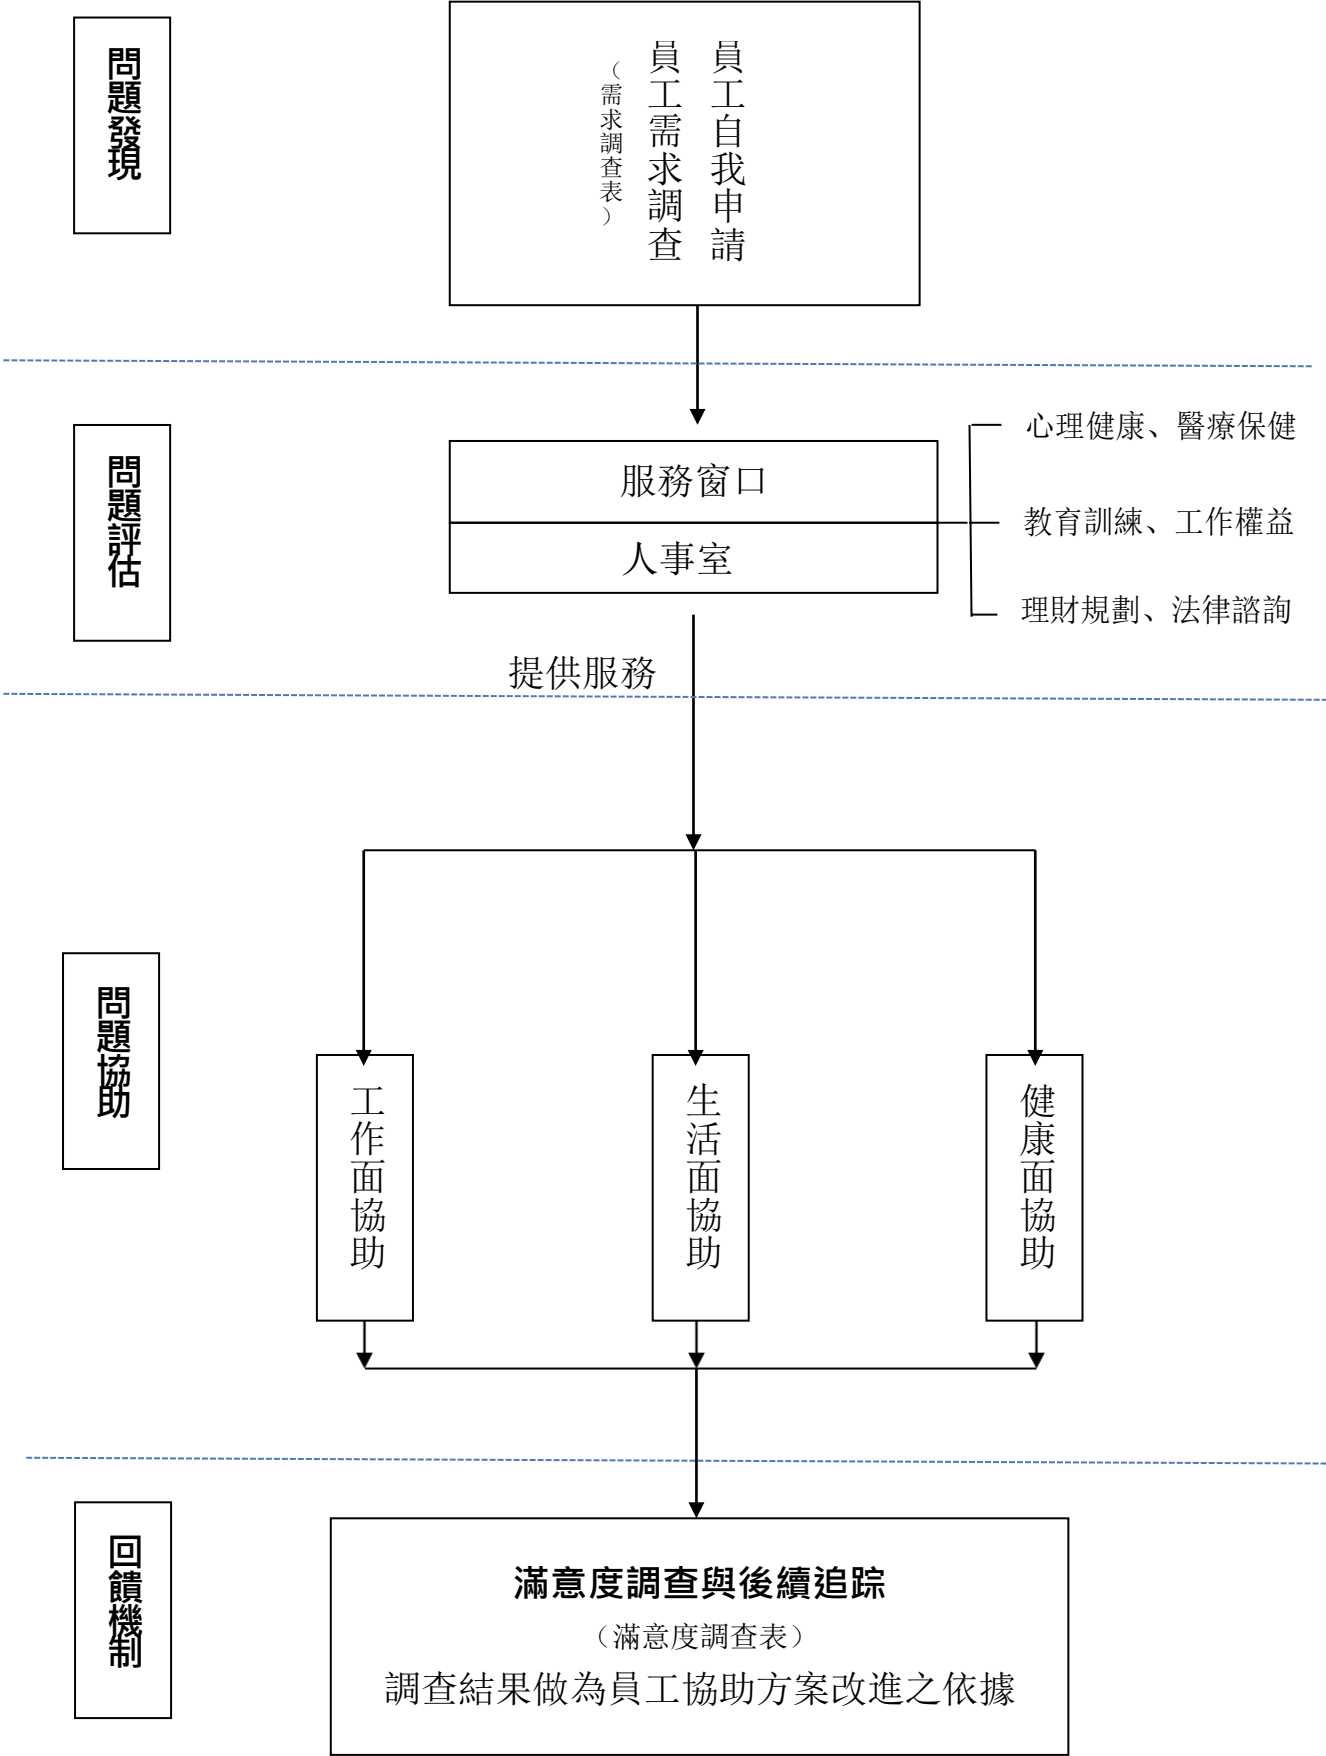 問題發現
員工自我申請
員工需求調查
（需求調查表）
問題評估
服務窗口
人事室
心理健康、醫療保健
教育訓練、工作權益
理財規劃、法律諮詢
提供服務
問題協助
工作面協助
生活面協助
健康面協助
回饋機制
滿意度調查與後續追踪
（滿意度調查表）
調查結果做為員工協助方案改進之依據